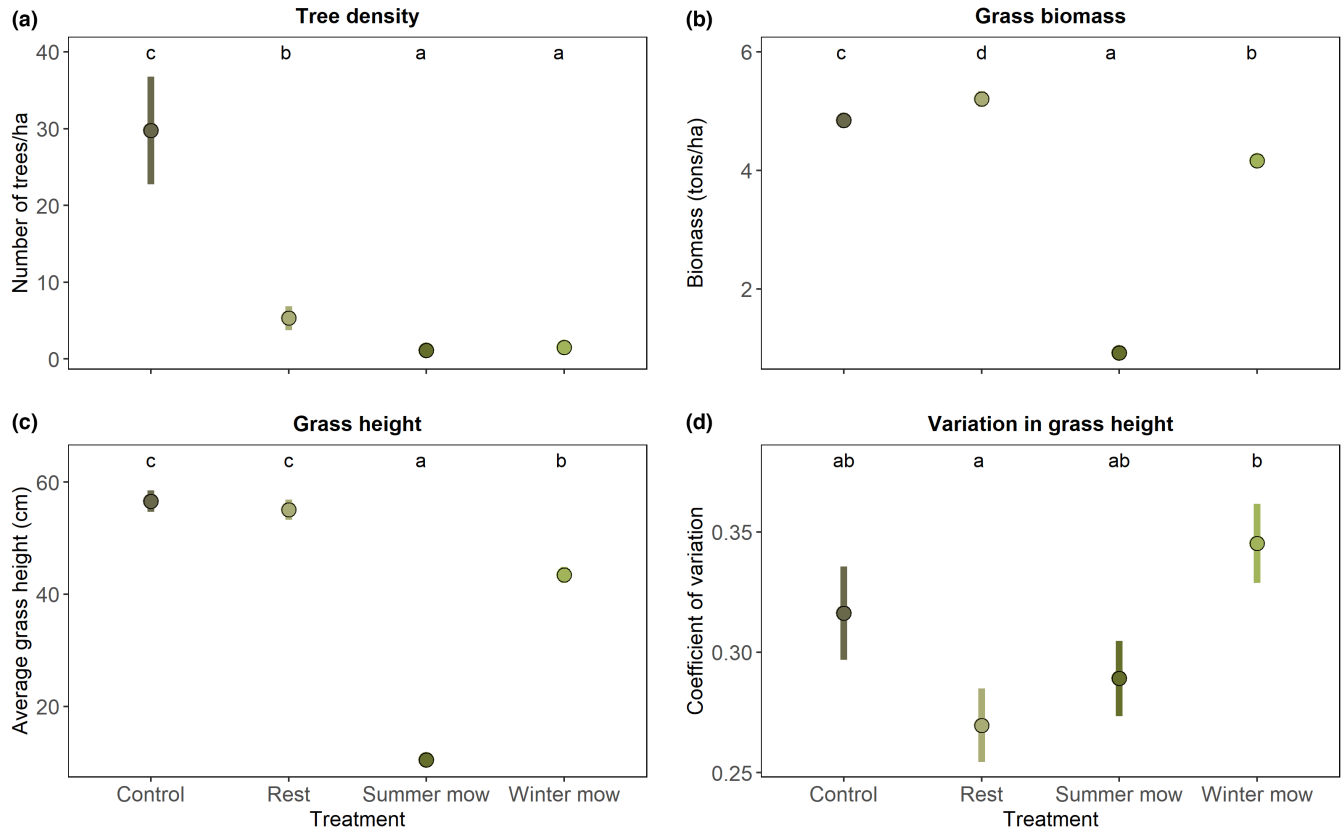 (a) Tree density
c b a a
Number of trees/ha
40
30
20
10
0
(b) Grass biomass
c d a b
Biomass (tons/ha)
6
4
2
(c) Grass height
c c a b
Average grass height (cm)
60
40
20
Control Rest Summer mow Winter mow
Treatment
(d) Variation in grass height
ab a ab b
Coefficient of variation
0.35
0.30
0.25
Control Rest Summer mow Winter mow
Treatment